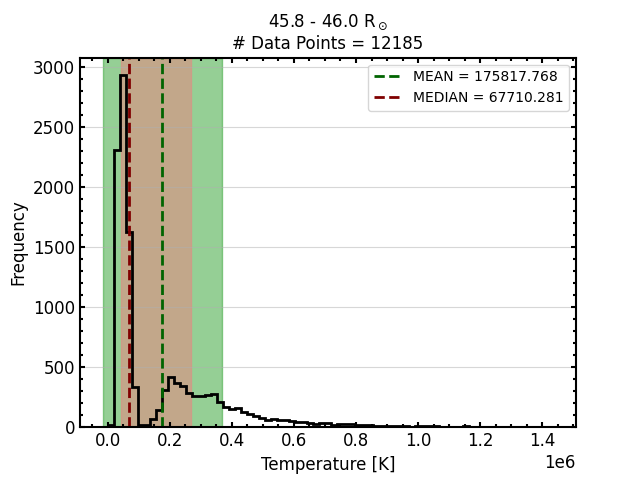 45.8 - 46.0 R☉
# Data Points = 12185
MEAN = 175817.768
MEDIAN = 67710.281
Frequency
3000
2500
2000
1500
1000
500
0
0.0 0.2 0.4 0.6 0.8 1.0 1.2 1.4
1e6
Temperature [K]